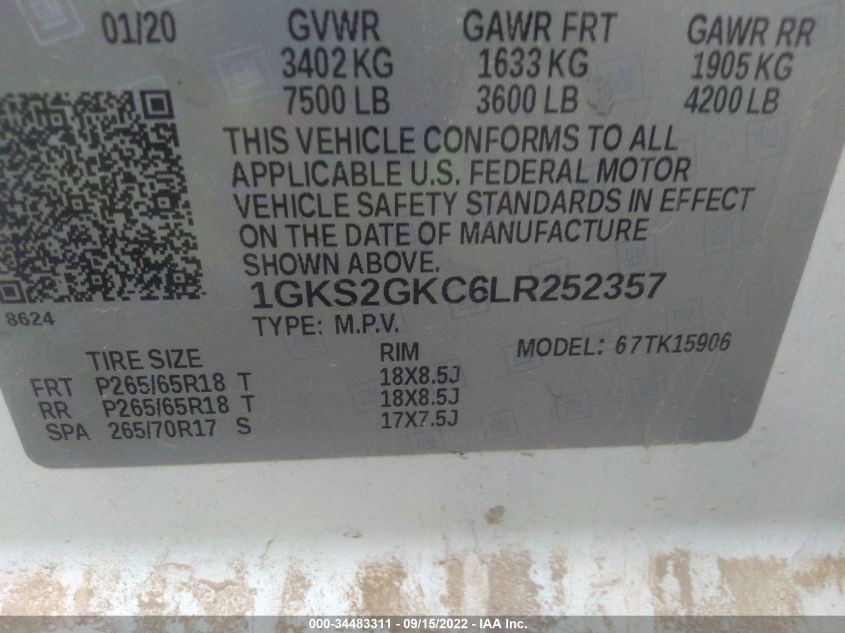 01/20 GVWR GAWR FRT GAWR RR
3402 KG 1633 KG 1905 KG
7500 LB 3600 LB 4200 LB
THIS VEHICLE CONFORMS TO ALL
APPLICABLE U.S. FEDERAL MOTOR
VEHICLE SAFETY STANDARDS IN EFFECT
ON THE DATE OF MANUFACTURE
SHOWN ABOVE.
1GKS2GKC6LR252357
8624
TYPE: M.P.V.
MODEL: 67TK15906
TIRE SIZE RIM
FRT P265/65R18 T 18X8.5J
RR P265/65R18 T 18X8.5J
SPA 265/70R17 S 17X7.5J
000-34483311 - 09/15/2022 - IAA Inc.